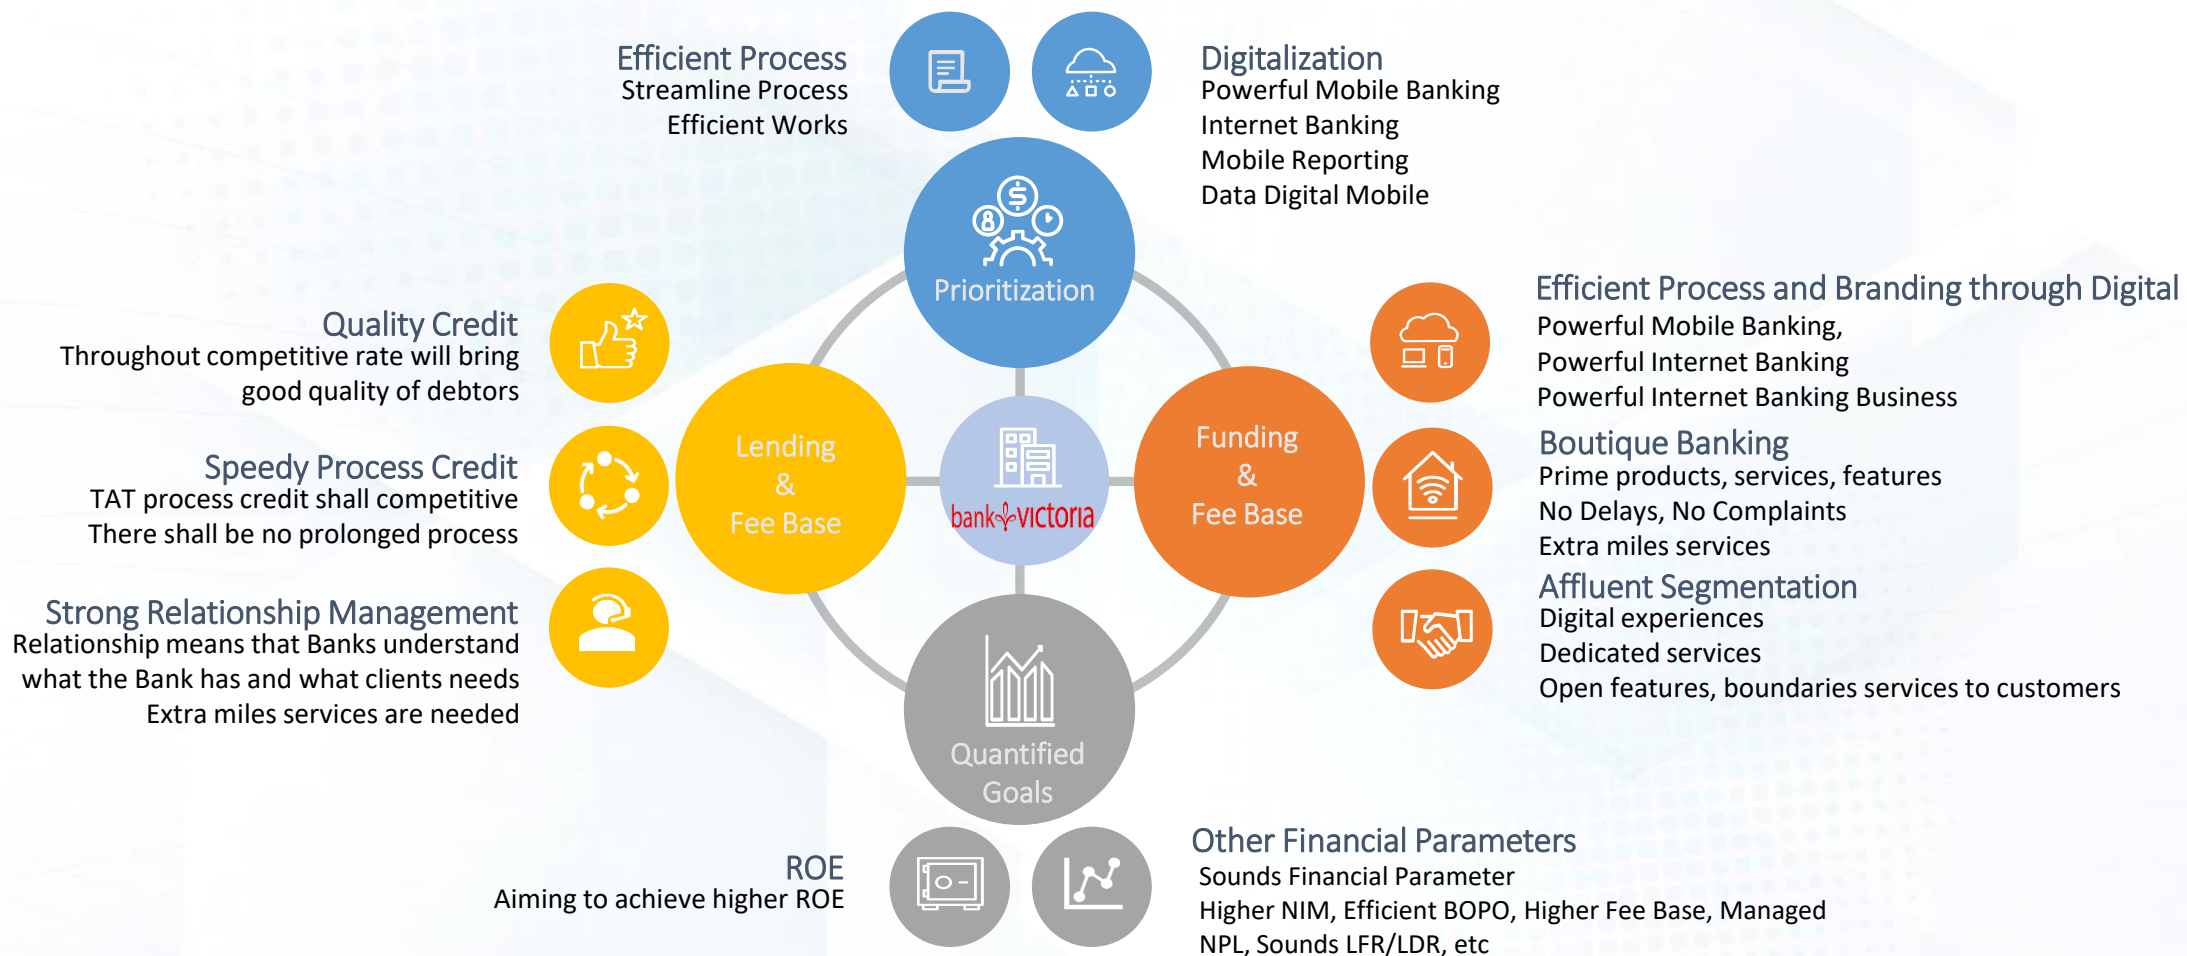 Efficient Process
Streamline Process
Efficient Works
Digitalization
Powerful Mobile Banking
Internet Banking
Mobile Reporting
Data Digital Mobile
Prioritization
Quality Credit
Throughout competitive rate will bring
good quality of debtors
Speedy Process Credit
TAT process credit shall competitive
There shall be no prolonged process
Strong Relationship Management
Relationship means that Banks understand
what the Bank has and what clients needs
Extra miles services are needed
Lending
&
Fee Base
bank victoria
Funding
&
Fee Base
Efficient Process and Branding through Digital
Powerful Mobile Banking,
Powerful Internet Banking
Powerful Internet Banking Business
Boutique Banking
Prime products, services, features
No Delays, No Complaints
Extra miles services
Affluent Segmentation
Digital experiences
Dedicated services
Open features, boundaries services to customers
Quantified
Goals
ROE
Aiming to achieve higher ROE
Other Financial Parameters
Sounds Financial Parameter
Higher NIM, Efficient BOPO, Higher Fee Base, Managed
NPL, Sounds LFR/LDR, etc